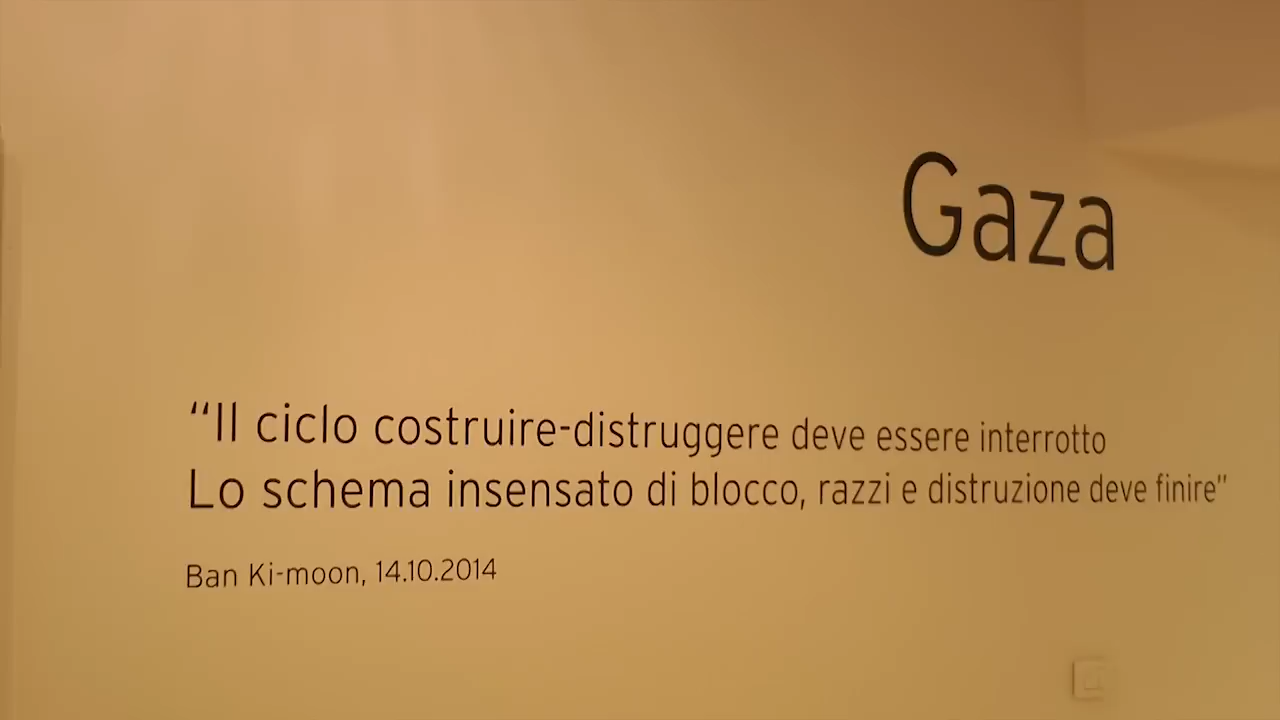 Gaza
“Il ciclo costruire-distruggere deve essere interrotto
Lo schema insensato di blocco, razzi e distruzione deve finire”
Ban Ki-moon, 14.10.2014